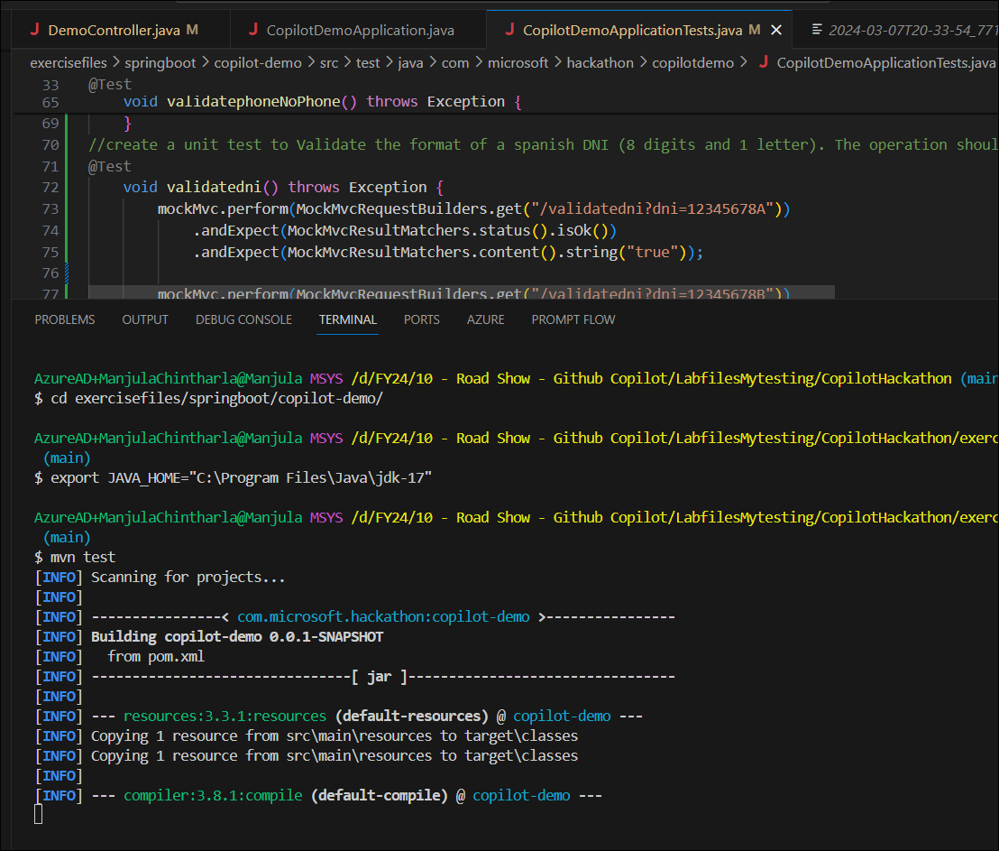 J DemoController.java M J CopilotDemoApplication.java J CopilotDemoApplicationTests.java M × 2024-03-07T20-33-54_771
exercisefiles > springboot > copilot-demo > src > test > java > com > microsoft > hackathon > copilotdemo > J CopilotDemoApplicationTests.java
33 @Test
65 void validatephoneNoPhone() throws Exception {
69 }
70 //create a unit test to Validate the format of a spanish DNI (8 digits and 1 letter). The operation shoul
71 @Test
72 void validatedni() throws Exception {
73 mockMvc.perform(MockMvcRequestBuilders.get("/validatedni?dni=12345678A"))
74 .andExpect(MockMvcResultMatchers.status().isOk())
75 .andExpect(MockMvcResultMatchers.content().string("true"));
76
77 mockMvc.perform(MockMvcRequestBuilders.get("/validatedni?dni=12345678B"))
PROBLEMS OUTPUT DEBUG CONSOLE TERMINAL PORTS AZURE PROMPT FLOW
AzureAD+ManjulaChintharla@Manjula MSYS /d/FY24/10 - Road Show - Github Copilot/LabfilesMytesting/CopilotHackathon (main
$ cd exercisefiles/springboot/copilot-demo/
AzureAD+ManjulaChintharla@Manjula MSYS /d/FY24/10 - Road Show - Github Copilot/LabfilesMytesting/CopilotHackathon/exerc
(main)
$ export JAVA_HOME="C:\Program Files\Java\jdk-17"
AzureAD+ManjulaChintharla@Manjula MSYS /d/FY24/10 - Road Show - Github Copilot/LabfilesMytesting/CopilotHackathon/exerc
(main)
$ mvn test
[INFO] Scanning for projects...
[INFO]
[INFO] ----------------< com.microsoft.hackathon:copilot-demo >----------------
[INFO] Building copilot-demo 0.0.1-SNAPSHOT
[INFO]   from pom.xml
[INFO] --------------------------------[ jar ]---------------------------------
[INFO]
[INFO] --- resources:3.3.1:resources (default-resources) @ copilot-demo ---
[INFO] Copying 1 resource from src\main\resources to target\classes
[INFO] Copying 1 resource from src\main\resources to target\classes
[INFO]
[INFO] --- compiler:3.8.1:compile (default-compile) @ copilot-demo ---